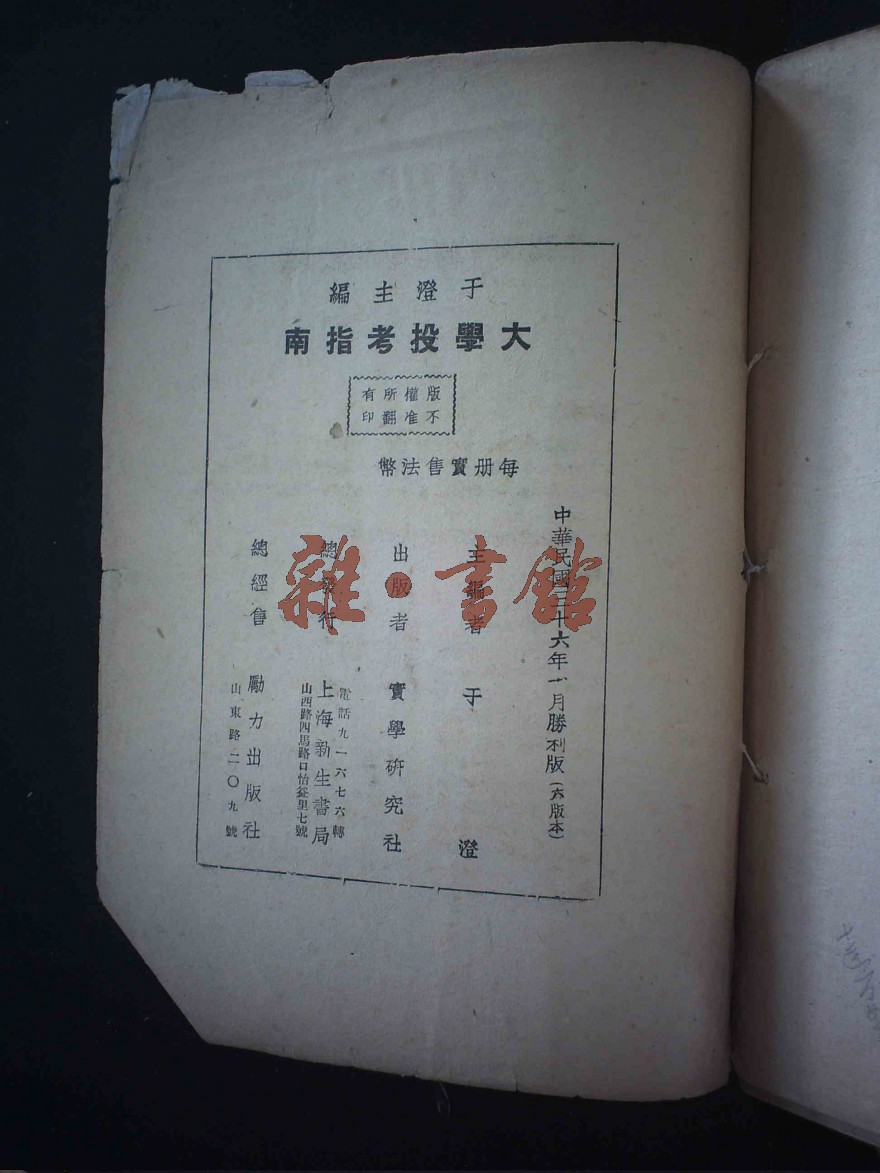 于澄主編
大學投考指南
版權所有
不准翻印
每册實售法幣
中華民國三十六年一月勝利版(六版本)
主編者 于澄
出版者 實學研究社
總發行 上海新生書局
電話九一六七六轉
山西路四馬路口怡益里七號
總經售 勵力出版社
山東路二〇九號
雜·書館